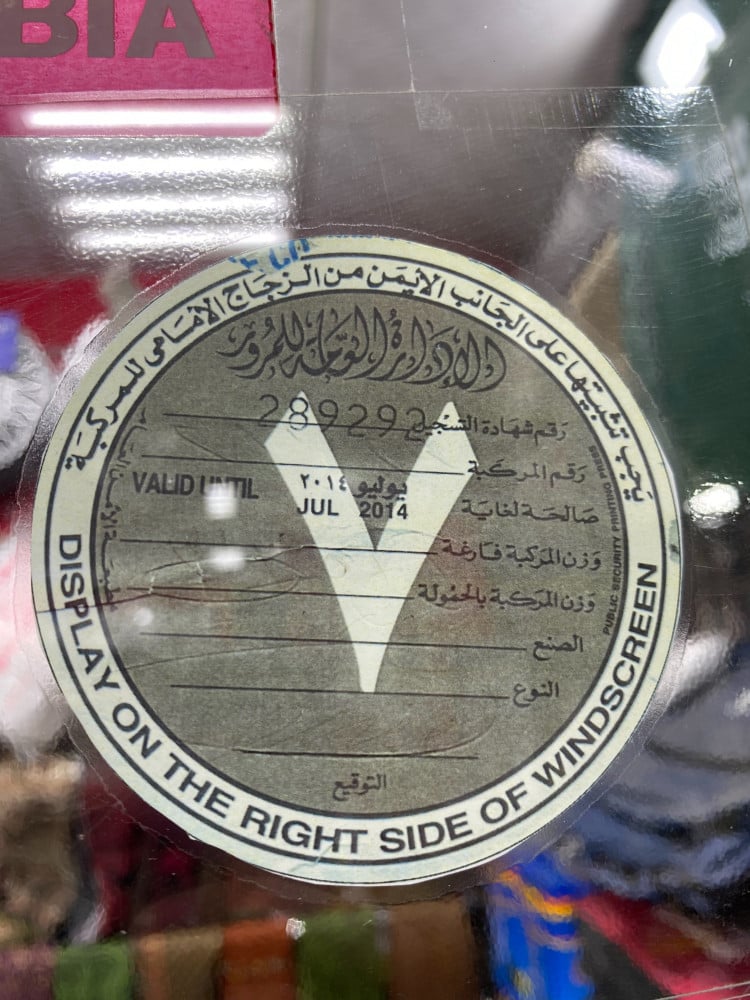 BIA
يجب تثبيتها على الجانب الأيمن من الزجاج الأمامي للمركبة
الإدارة العامة للمرور
289292 رقم شهادة التسجيل
رقم المركبة
VALID UNTIL يوليو ٢٠١٤ صالحة لغاية
JUL 2014
وزن المركبة فارغة
وزن المركبة بالحمولة
الصنع
النوع
التوقيع
٧
PUBLIC SECURITY PRINTING PRESS
DISPLAY ON THE RIGHT SIDE OF WINDSCREEN